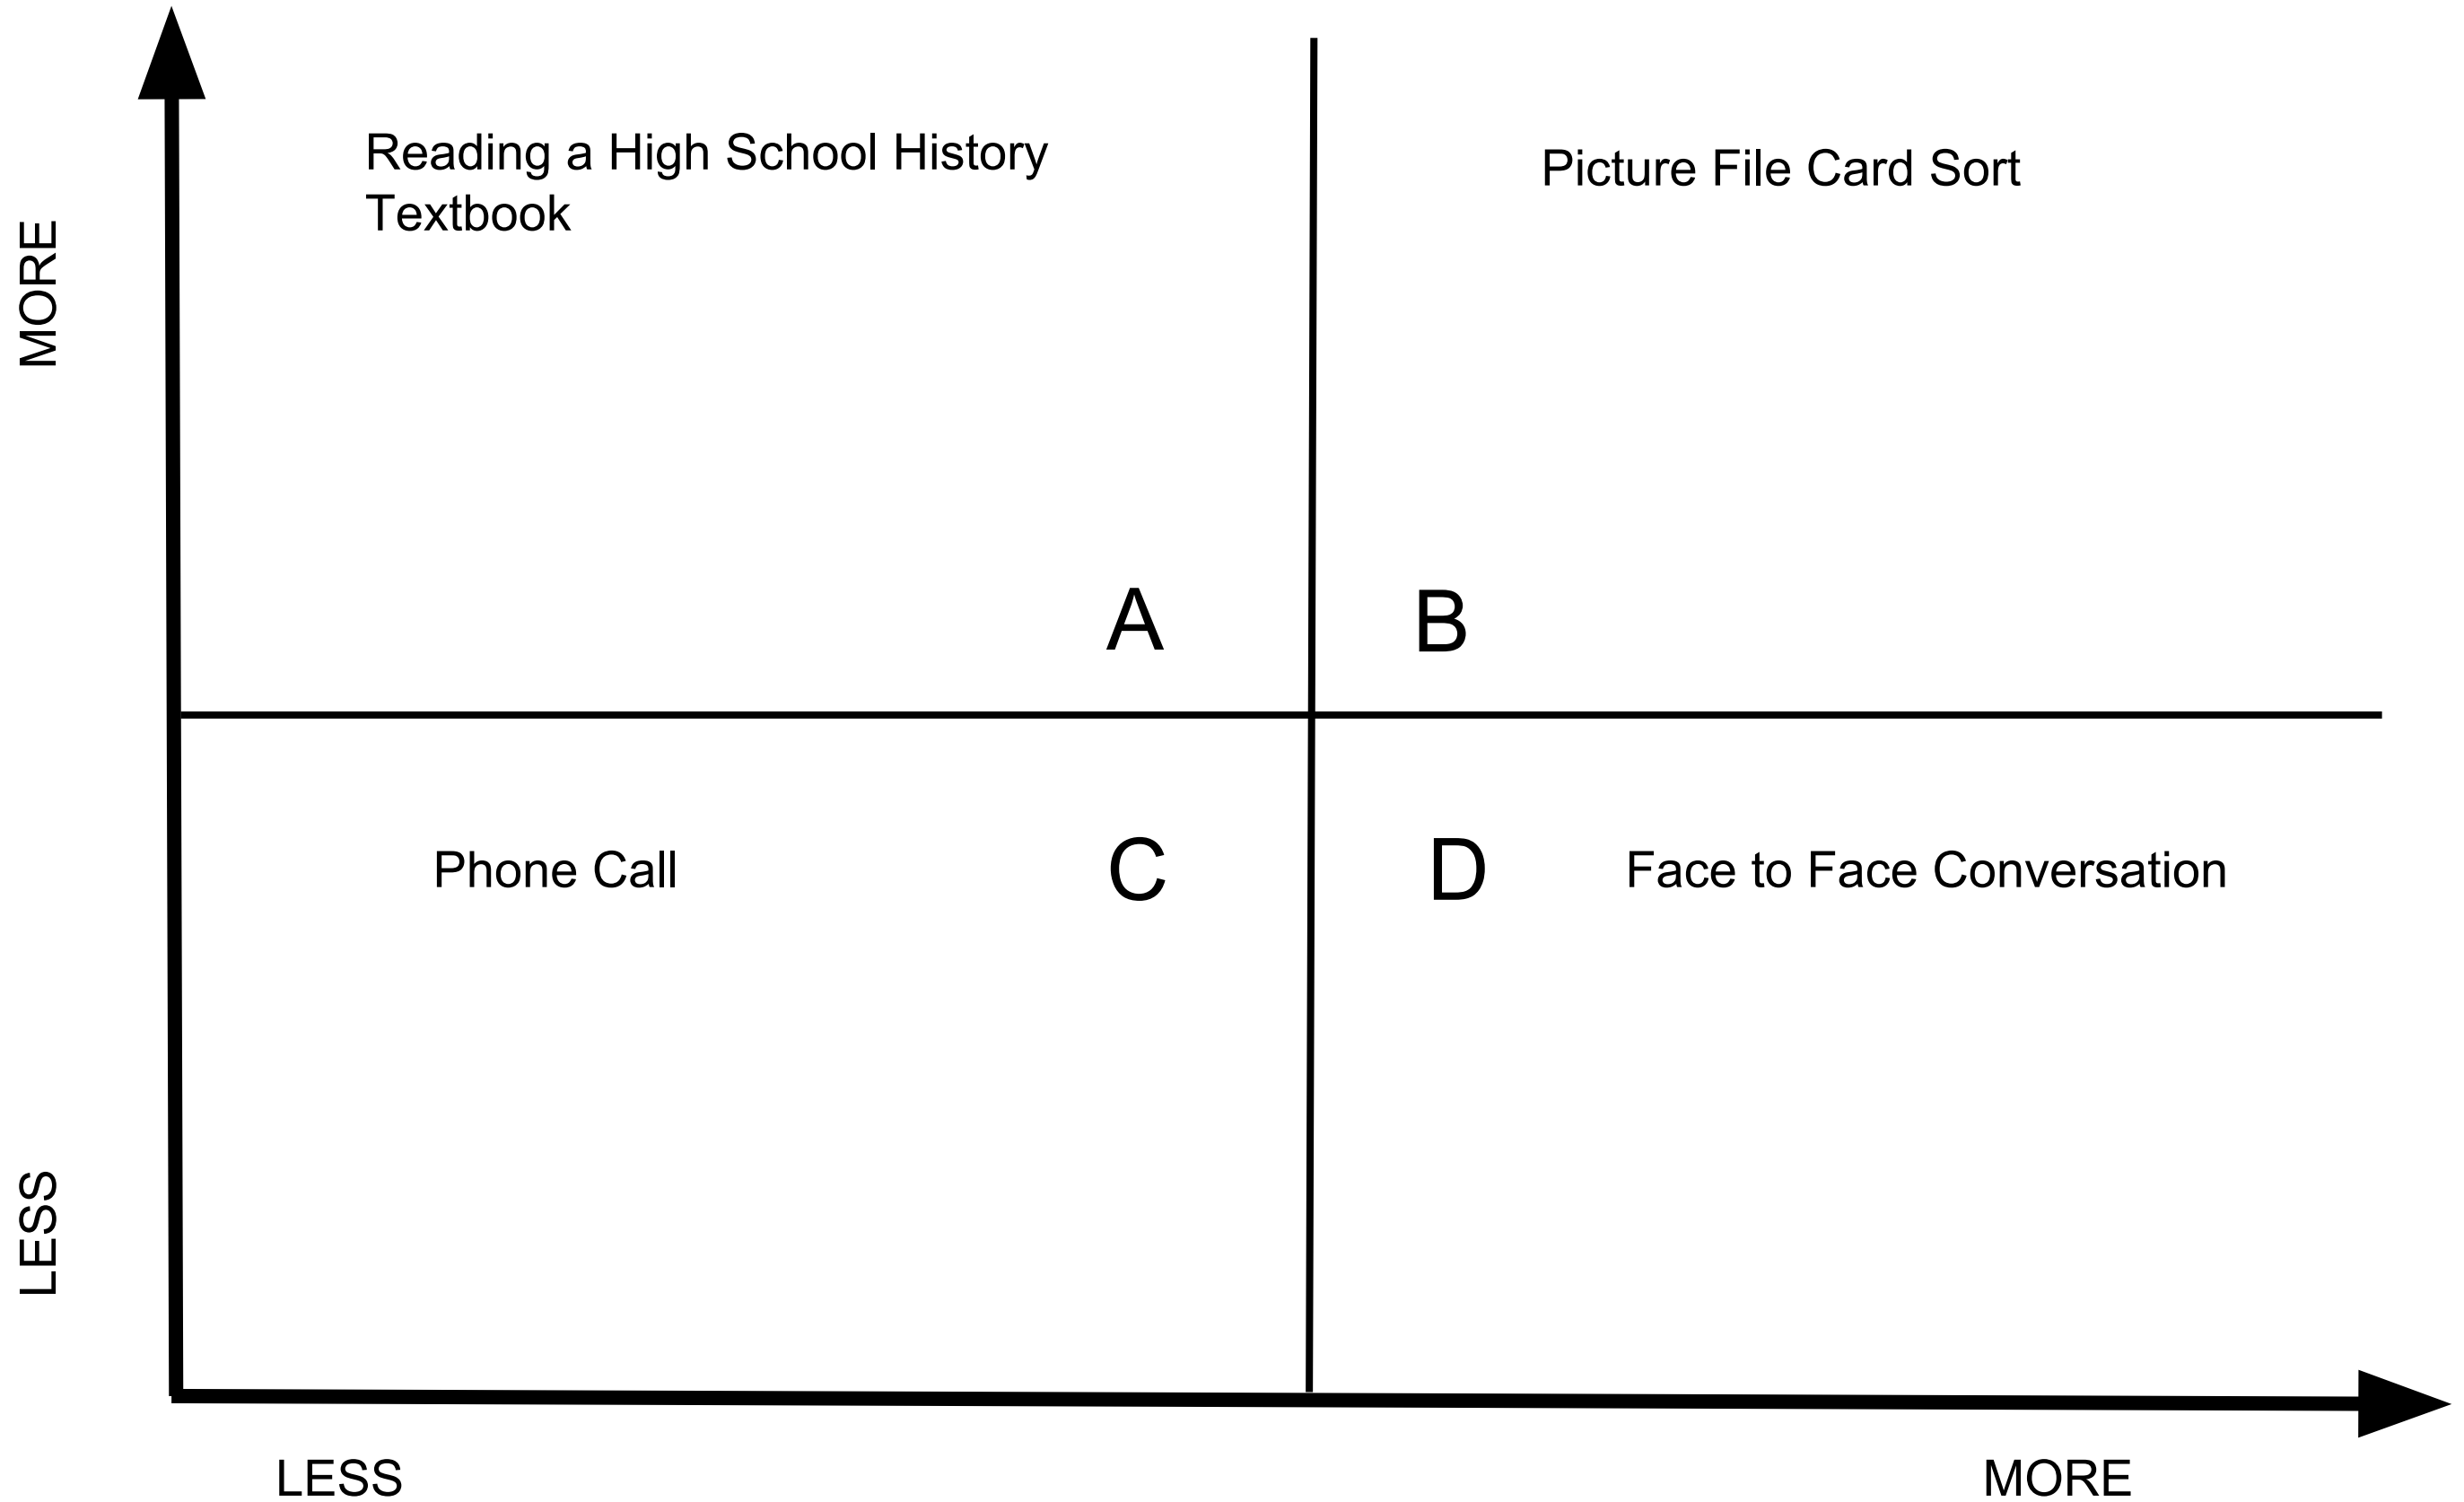 MORE
Reading a High School History
Textbook
Picture File Card Sort
A
B
Phone Call
C
D
Face to Face Conversation
LESS
LESS
MORE